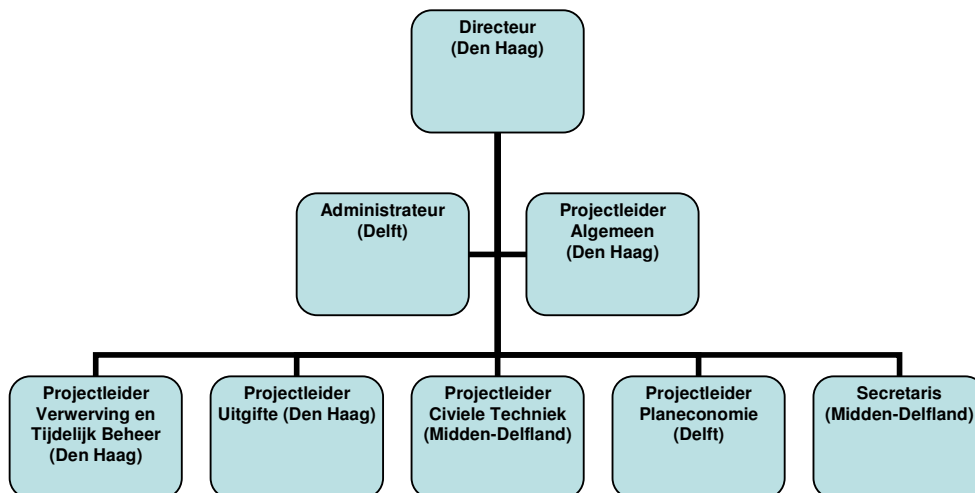 Directeur
(Den Haag)
Administrateur
(Delft)
Projectleider
Algemeen
(Den Haag)
Projectleider
Verwerving en
Tijdelijk Beheer
(Den Haag)
Projectleider
Uitgifte (Den Haag)
Projectleider
Civiele Techniek
(Midden-Delfland)
Projectleider
Planeconomie
(Delft)
Secretaris
(Midden-Delfland)